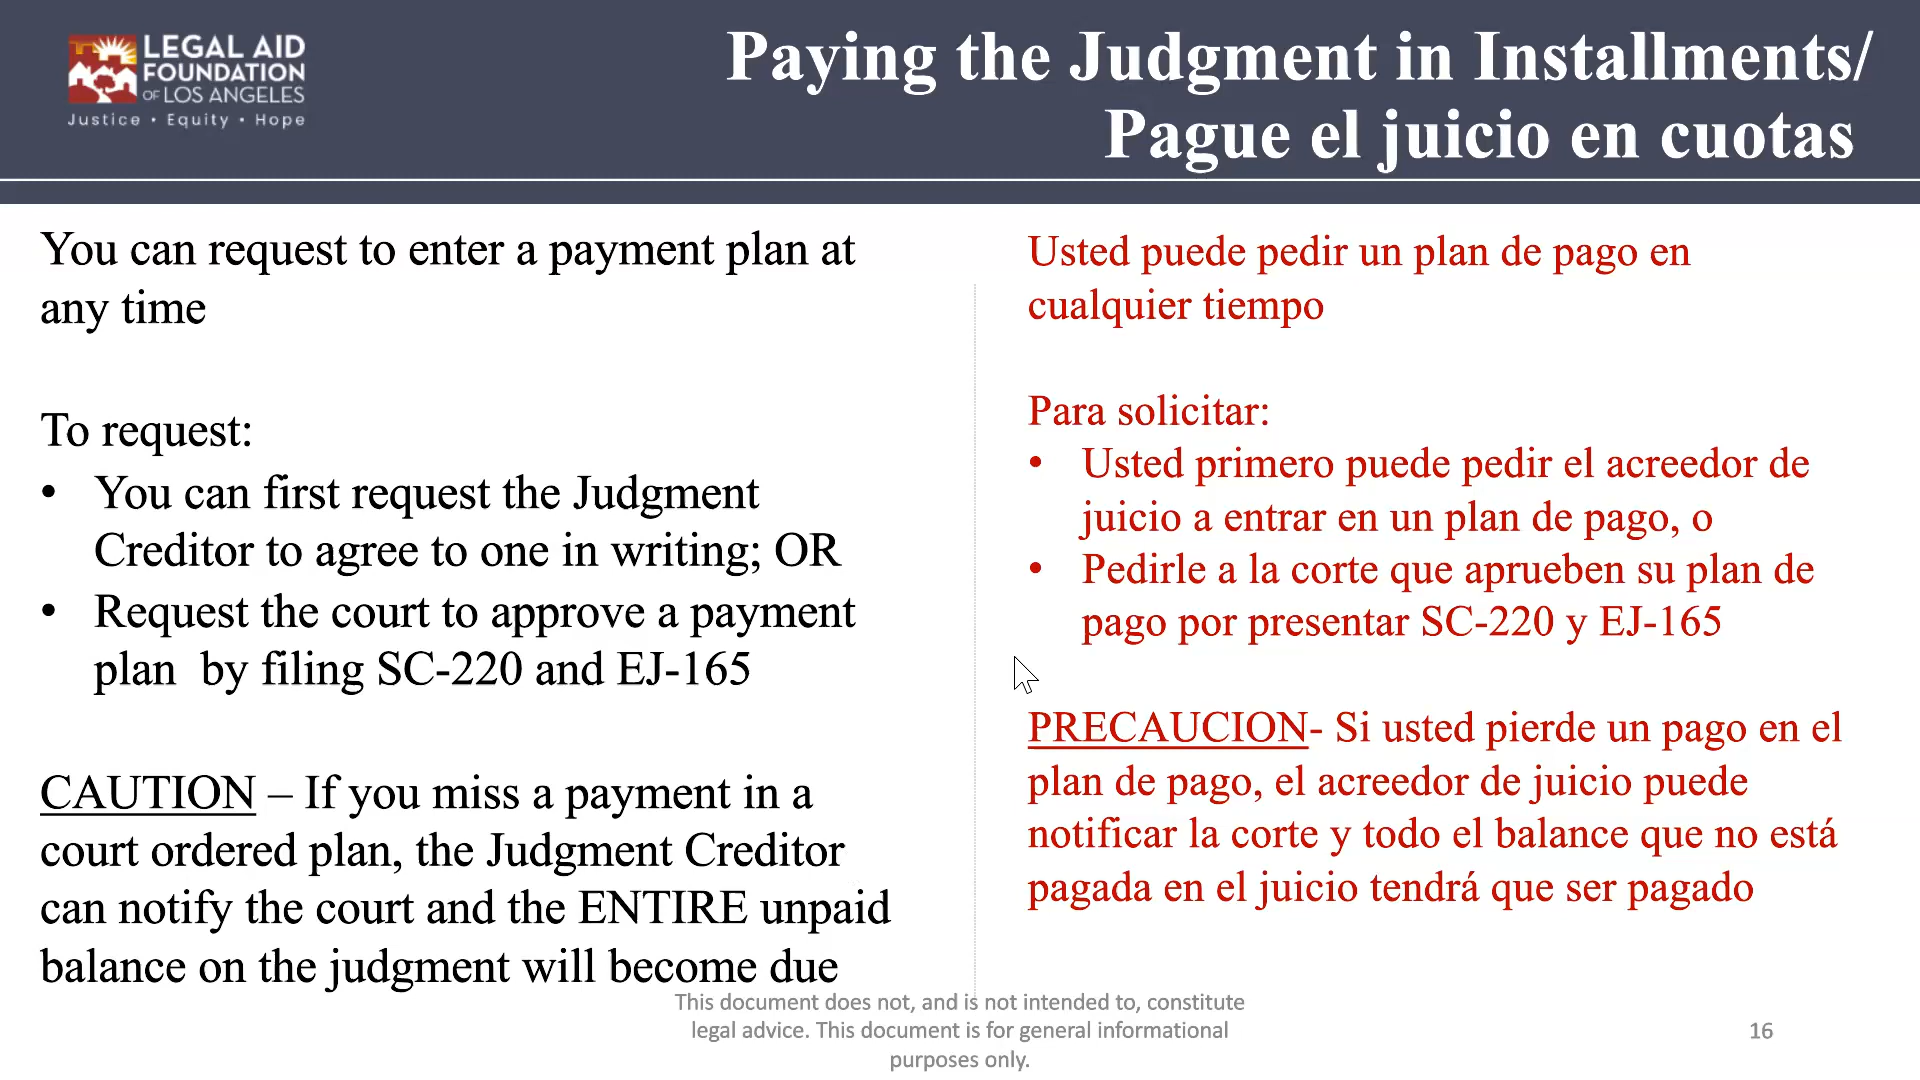 LEGAL AID
FOUNDATION
OF LOS ANGELES
Justice • Equity • Hope
Paying the Judgment in Installments/
Pague el juicio en cuotas
You can request to enter a payment plan at
any time
To request:
• You can first request the Judgment
Creditor to agree to one in writing; OR
• Request the court to approve a payment
plan by filing SC-220 and EJ-165
CAUTION – If you miss a payment in a
court ordered plan, the Judgment Creditor
can notify the court and the ENTIRE unpaid
balance on the judgment will become due
Usted puede pedir un plan de pago en
cualquier tiempo
Para solicitar:
• Usted primero puede pedir el acreedor de
juicio a entrar en un plan de pago, o
• Pedirle a la corte que aprueben su plan de
pago por presentar SC-220 y EJ-165
PRECAUCION- Si usted pierde un pago en el
plan de pago, el acreedor de juicio puede
notificar la corte y todo el balance que no está
pagada en el juicio tendrá que ser pagado
This document does not, and is not intended to, constitute
legal advice. This document is for general informational
purposes only.
16